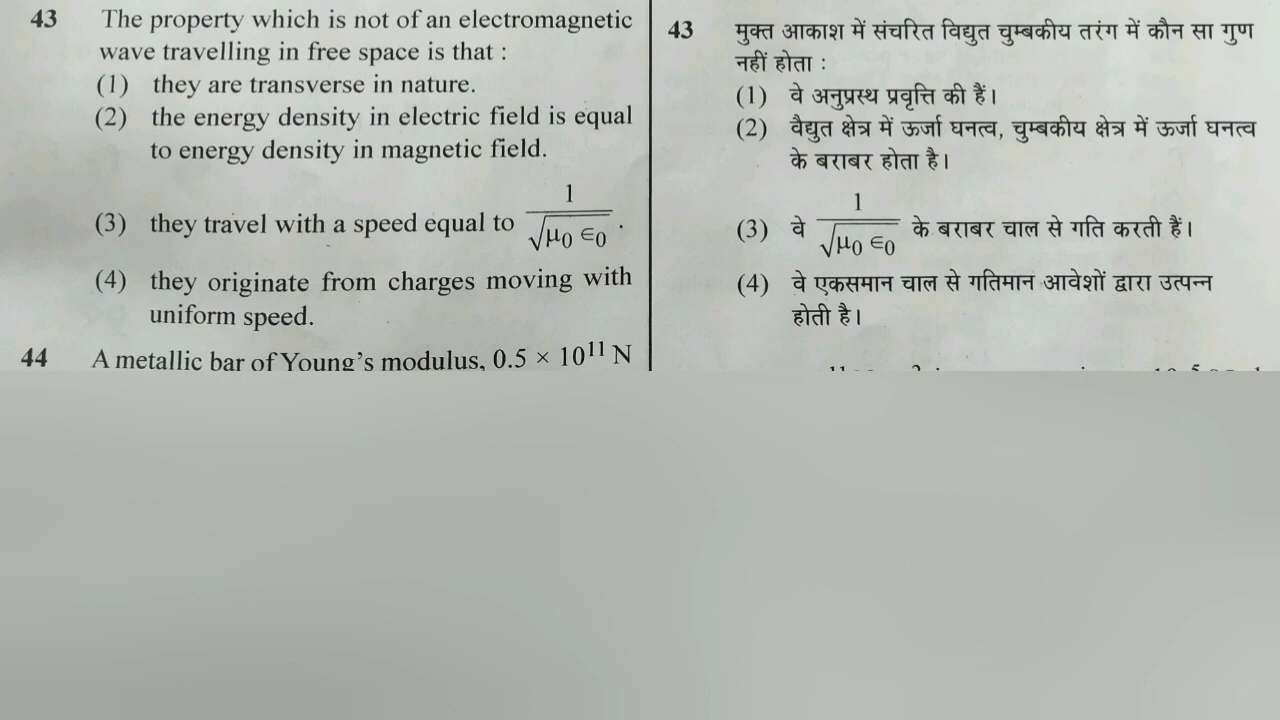 43 The property which is not of an electromagnetic
wave travelling in free space is that :
(1) they are transverse in nature.
(2) the energy density in electric field is equal
to energy density in magnetic field.
(3) they travel with a speed equal to 1/√μ0 ∈0 .
(4) they originate from charges moving with
uniform speed.
44 A metallic bar of Young's modulus, 0.5 × 10¹¹ N
43 मुक्त आकाश में संचरित विद्युत चुम्बकीय तरंग में कौन सा गुण
नहीं होता :
(1) वे अनुप्रस्थ प्रवृत्ति की हैं।
(2) वैद्युत क्षेत्र में ऊर्जा घनत्व, चुम्बकीय क्षेत्र में ऊर्जा घनत्व
के बराबर होता है।
(3) वे 1/√μ0 ∈0 के बराबर चाल से गति करती हैं।
(4) वे एकसमान चाल से गतिमान आवेशों द्वारा उत्पन्न
होती है।